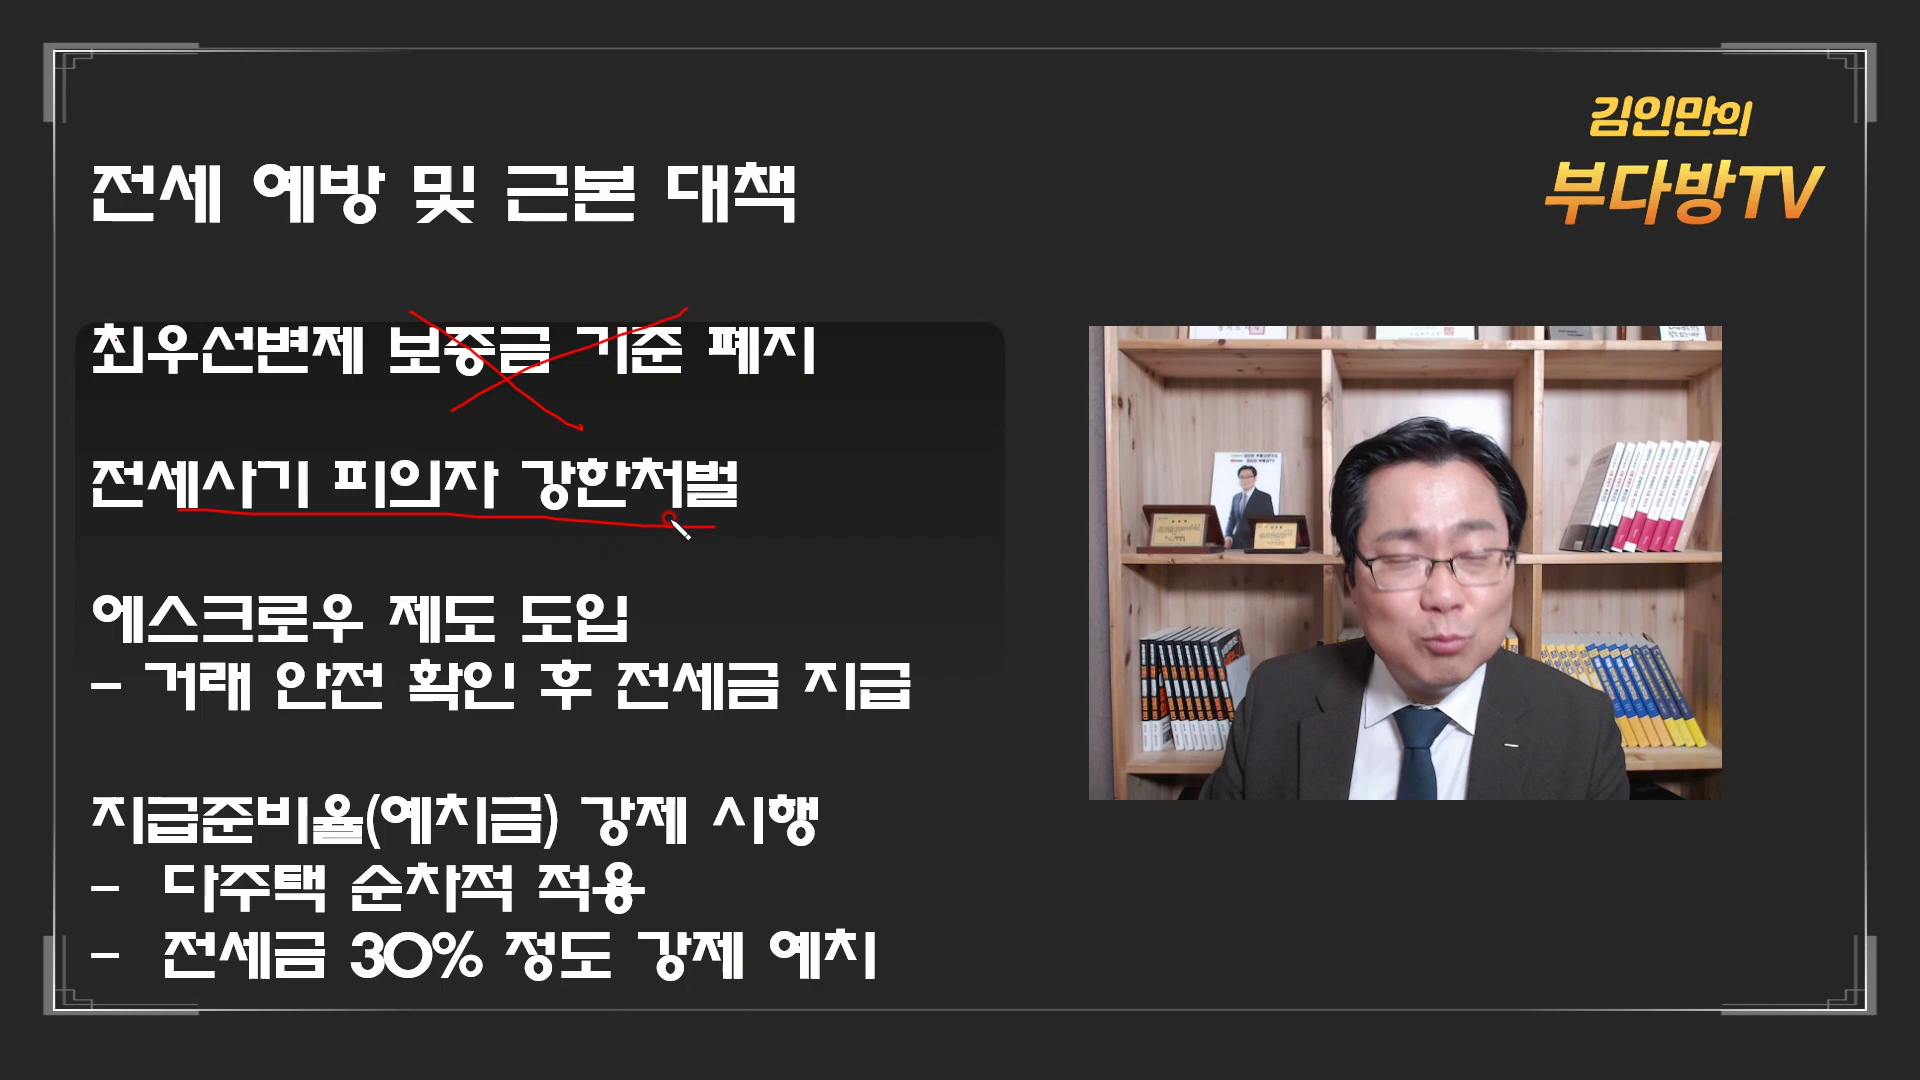 김인만의
부다방TV
전세 예방 및 근본 대책
최우선변제 보증금 기준 폐지
전세사기 피의자 강한처벌
에스크로우 제도 도입
- 거래 안전 확인 후 전세금 지급
지급준비율(예치금) 강제 시행
- 다주택 순차적 적용
- 전세금 30% 정도 강제 예치